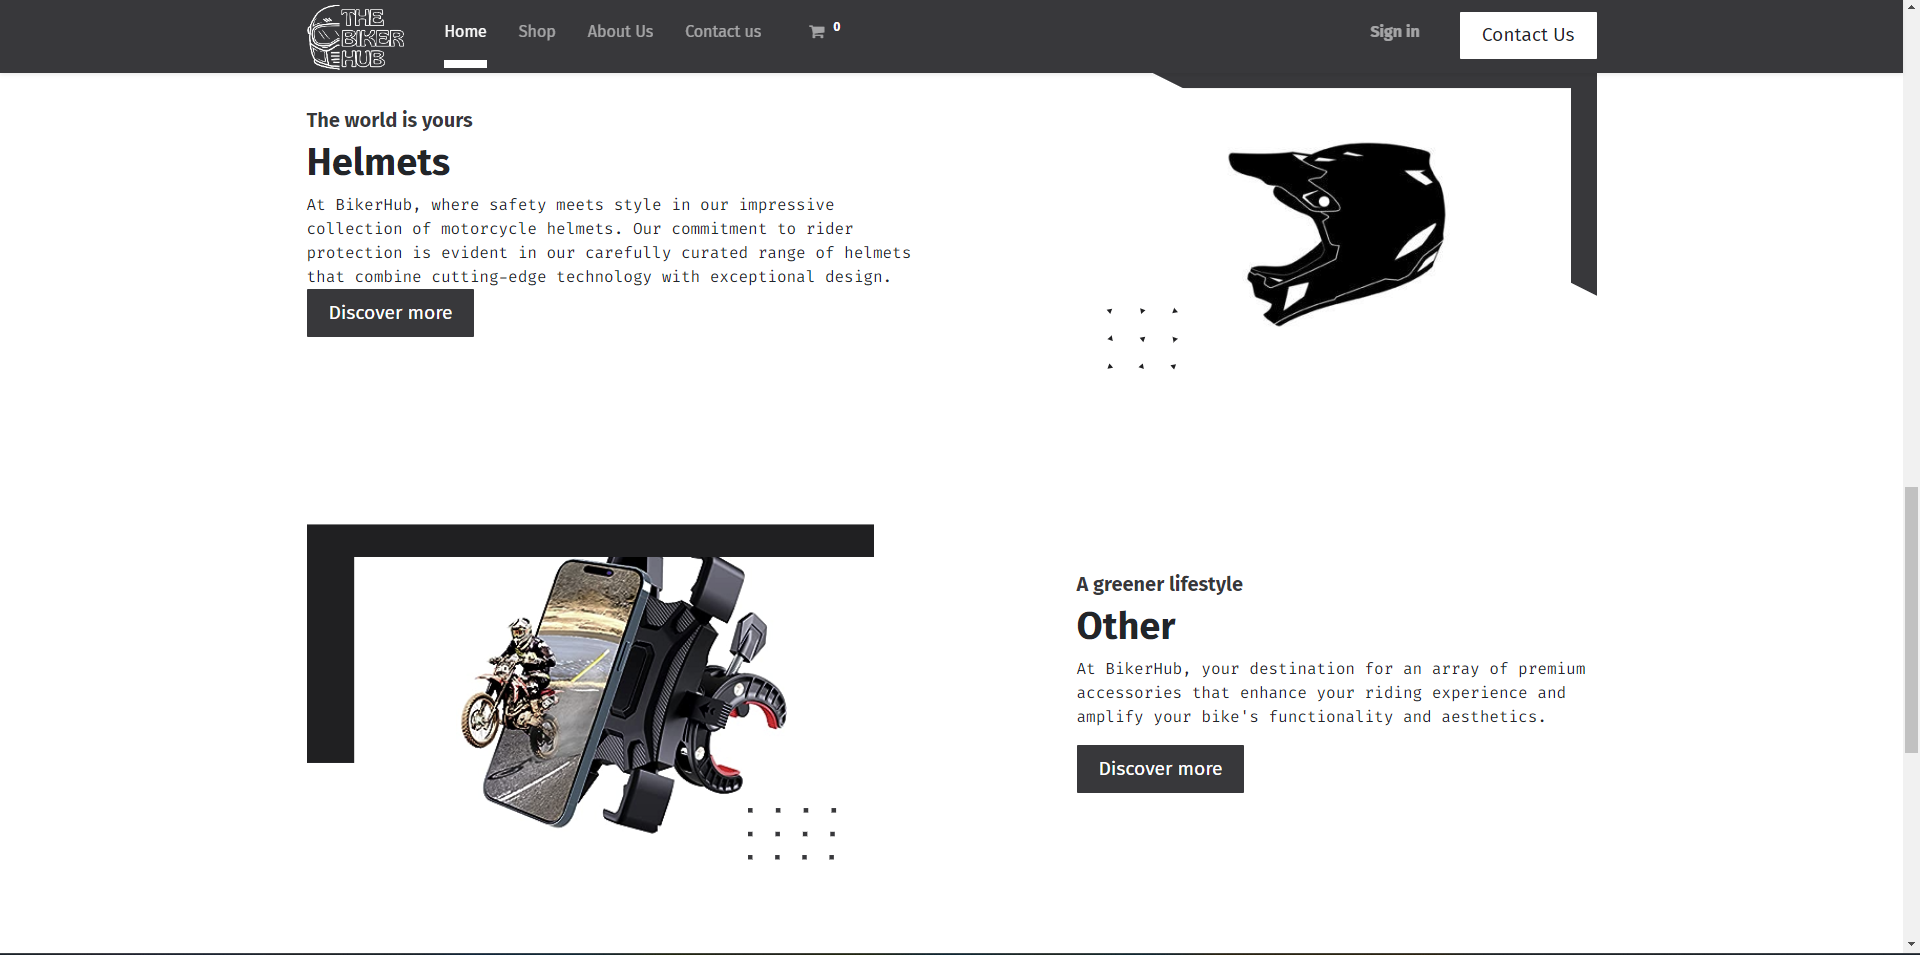 THE
BIKER
HUB
Home
Shop
About Us
Contact us
0
Sign in
Contact Us
The world is yours
Helmets
At BikerHub, where safety meets style in our impressive
collection of motorcycle helmets. Our commitment to rider
protection is evident in our carefully curated range of helmets
that combine cutting-edge technology with exceptional design.
Discover more
A greener lifestyle
Other
At BikerHub, your destination for an array of premium
accessories that enhance your riding experience and
amplify your bike's functionality and aesthetics.
Discover more